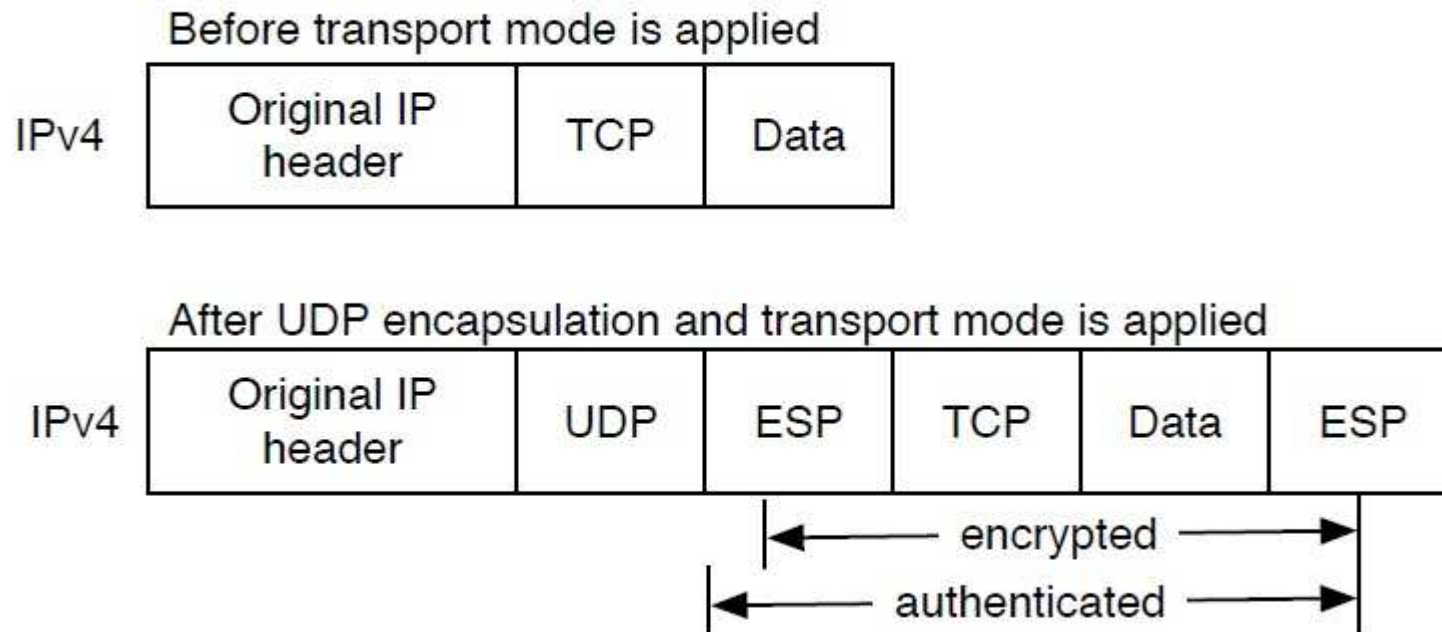 Before transport mode is applied
IPv4
Original IP
header
TCP
Data
After UDP encapsulation and transport mode is applied
IPv4
Original IP
header
UDP
ESP
TCP
Data
ESP
encrypted
authenticated